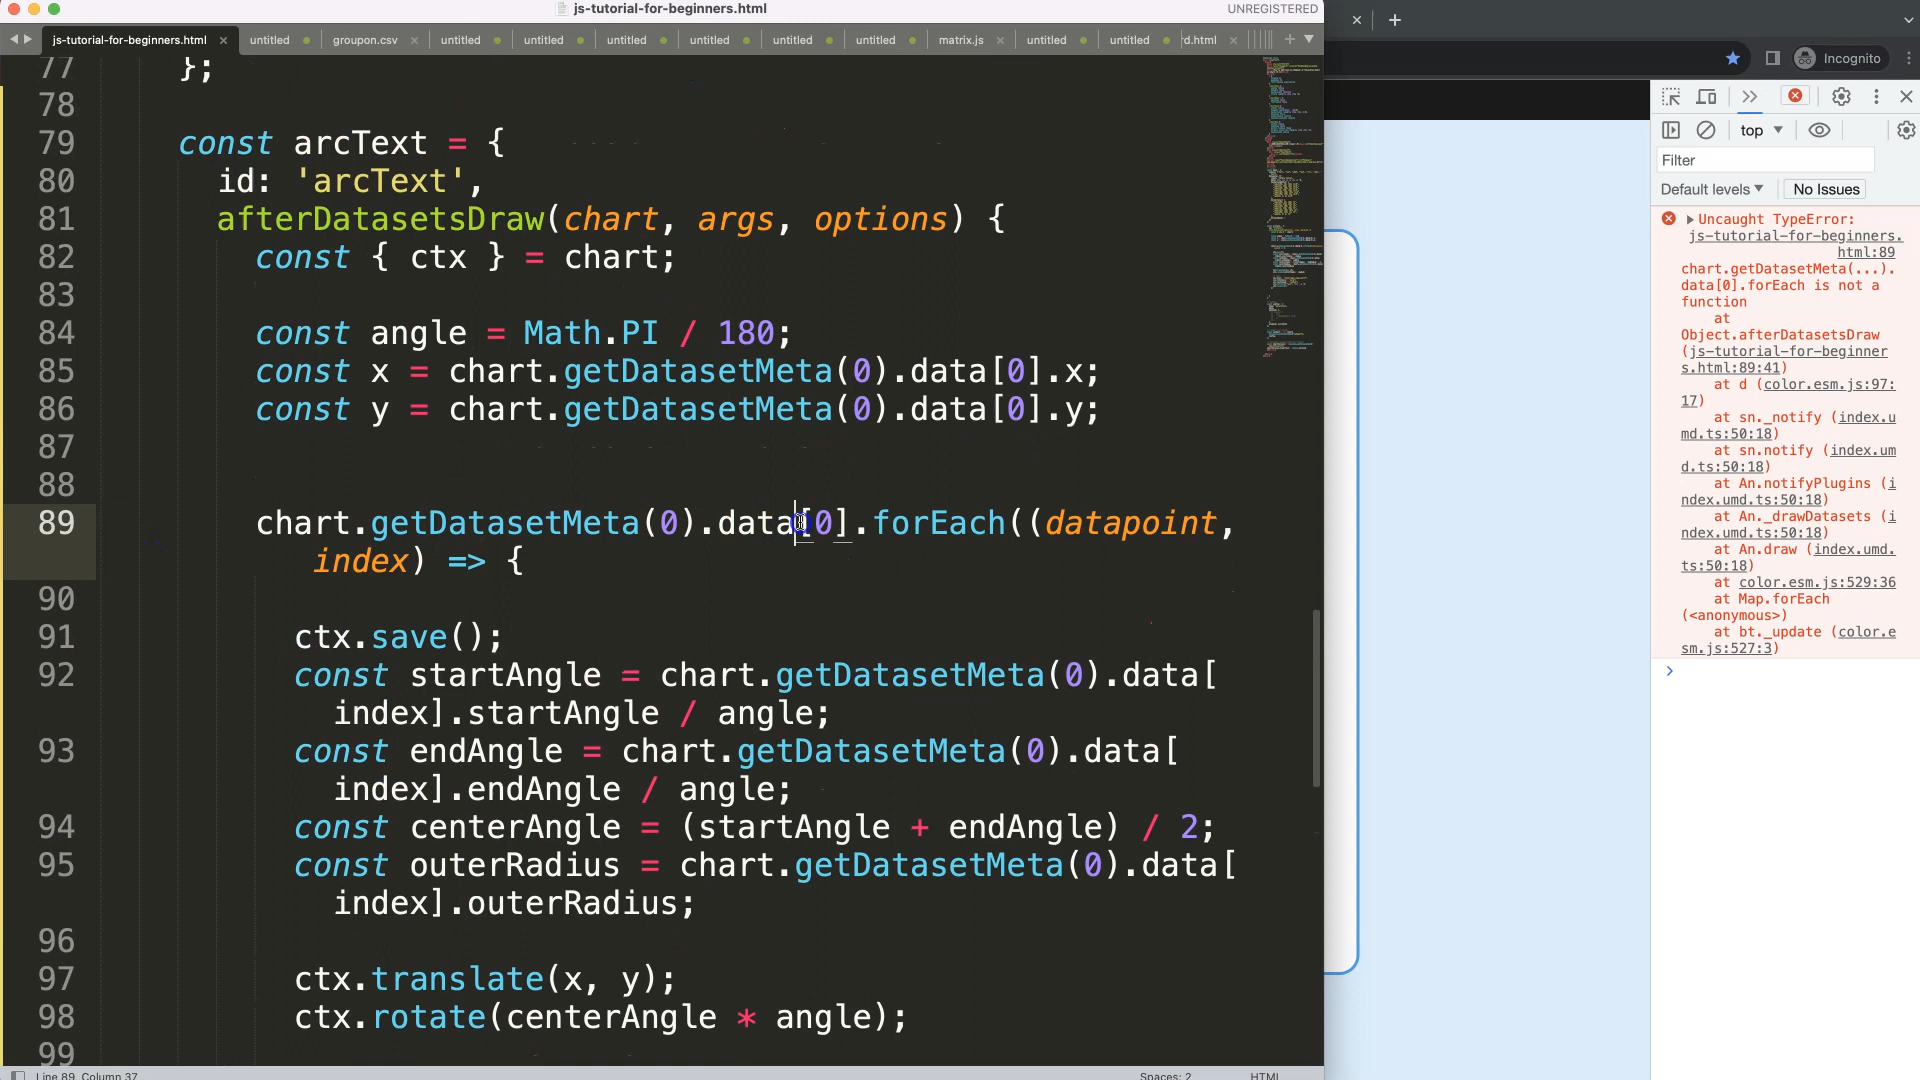 js-tutorial-for-beginners.html
UNREGISTERED
js-tutorial-for-beginners.html × untitled groupon.csv × untitled untitled untitled untitled untitled untitled matrix.js × untitled untitled rd.html ×
Incognito
77 };
78
79 const arcText = {
80 id: 'arcText',
81 afterDatasetsDraw(chart, args, options) {
82 const { ctx } = chart;
83
84 const angle = Math.PI / 180;
85 const x = chart.getDatasetMeta(0).data[0].x;
86 const y = chart.getDatasetMeta(0).data[0].y;
87
88
89 chart.getDatasetMeta(0).data[0].forEach((datapoint,
index) => {
90
91 ctx.save();
92 const startAngle = chart.getDatasetMeta(0).data[
index].startAngle / angle;
93 const endAngle = chart.getDatasetMeta(0).data[
index].endAngle / angle;
94 const centerAngle = (startAngle + endAngle) / 2;
95 const outerRadius = chart.getDatasetMeta(0).data[
index].outerRadius;
96
97 ctx.translate(x, y);
98 ctx.rotate(centerAngle * angle);
99
Line 89, Column 37
Spaces: 2
HTML
top
Filter
Default levels
No Issues
Uncaught TypeError:
js-tutorial-for-beginners.
html:89
chart.getDatasetMeta(...).
data[0].forEach is not a
function
at
Object.afterDatasetsDraw
(js-tutorial-for-beginner
s.html:89:41)
at d (color.esm.js:97:
17)
at sn._notify (index.u
md.ts:50:18)
at sn.notify (index.um
d.ts:50:18)
at An.notifyPlugins (i
ndex.umd.ts:50:18)
at An._drawDatasets (i
ndex.umd.ts:50:18)
at An.draw (index.umd.
ts:50:18)
at color.esm.js:529:36
at Map.forEach
(<anonymous>)
at bt._update (color.e
sm.js:527:3)